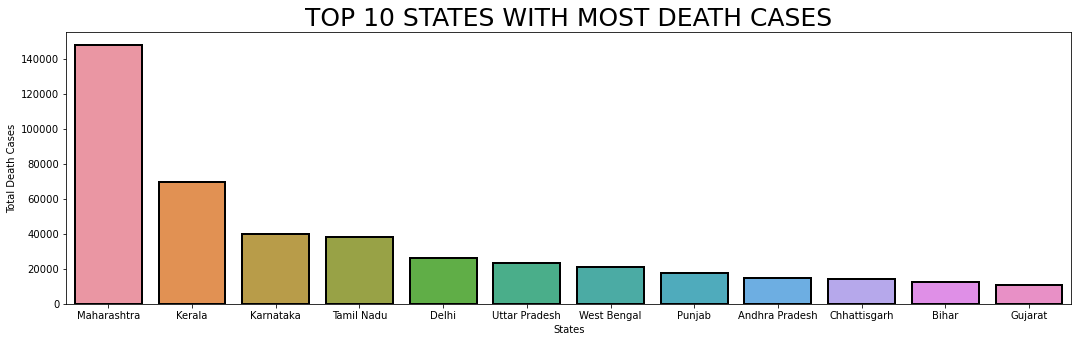 TOP 10 STATES WITH MOST DEATH CASES
140000
120000
100000
80000
60000
40000
20000
0
Total Death Cases
Maharashtra Kerala Karnataka Tamil Nadu Delhi Uttar Pradesh West Bengal Punjab Andhra Pradesh Chhattisgarh Bihar Gujarat
States